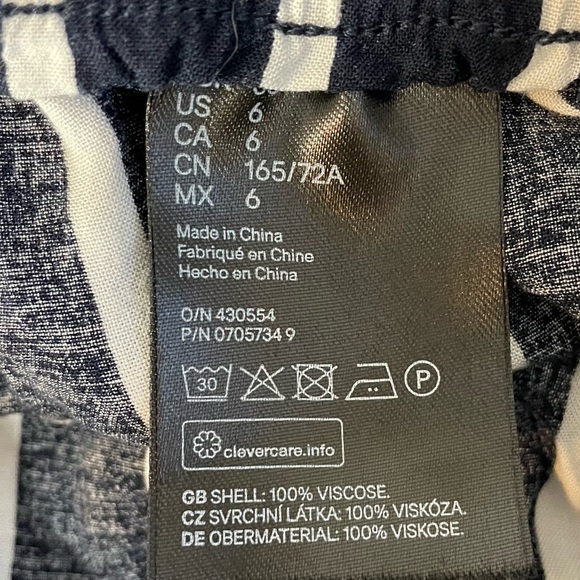 US 6
CA 6
CN 165/72A
MX 6
Made in China
Fabriqué en Chine
Hecho en China
O/N 430554
P/N 0705734 9
30
P
clevercare.info
GB SHELL: 100% VISCOSE.
CZ SVRCHNÍ LÁTKA: 100% VISKÓZA.
DE OBERMATERIAL: 100% VISKOSE.